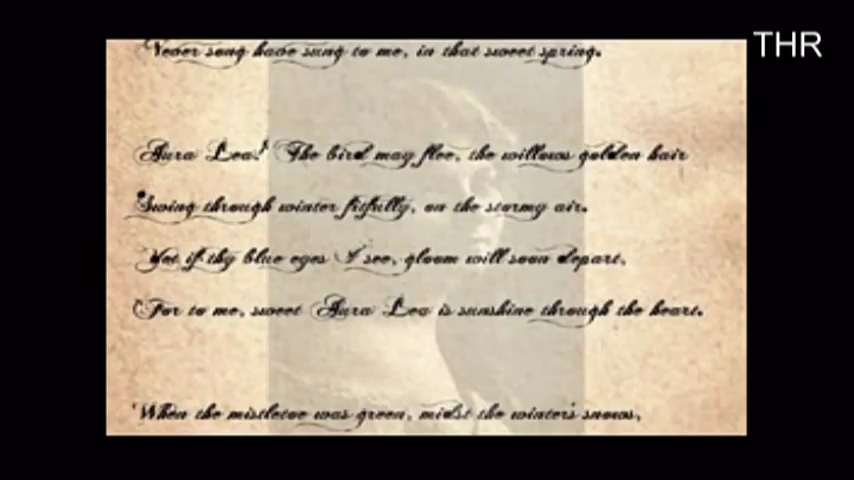 THR
Never song have sung to me, in that sweet spring.
Aura Lea! The bird may flee, the willows golden hair
Swing through winter fitfully, on the stormy air.
Yet if thy blue eyes I see, gloom will soon depart,
For to me, sweet Aura Lea is sunshine through the heart.
When the mistletoe was green, midst the winter's snows,